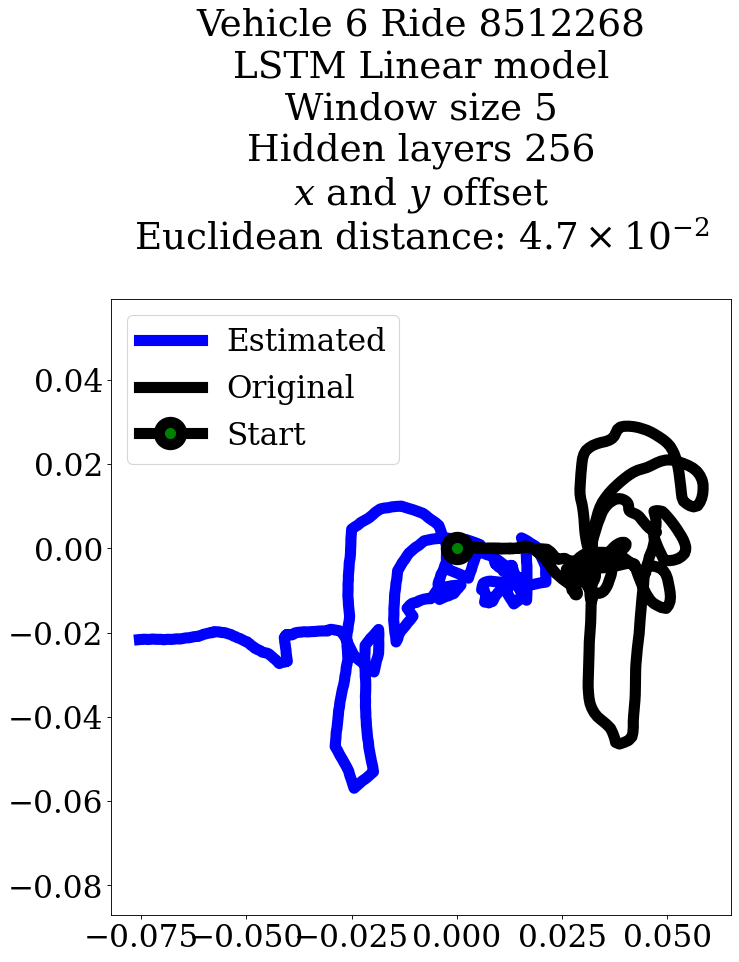 Vehicle 6 Ride 8512268
LSTM Linear model
Window size 5
Hidden layers 256
x and y offset
Euclidean distance: 4.7 × 10⁻²
Estimated
Original
Start
0.04
0.02
0.00
−0.02
−0.04
−0.06
−0.08
−0.075 −0.050 −0.025 0.000 0.025 0.050